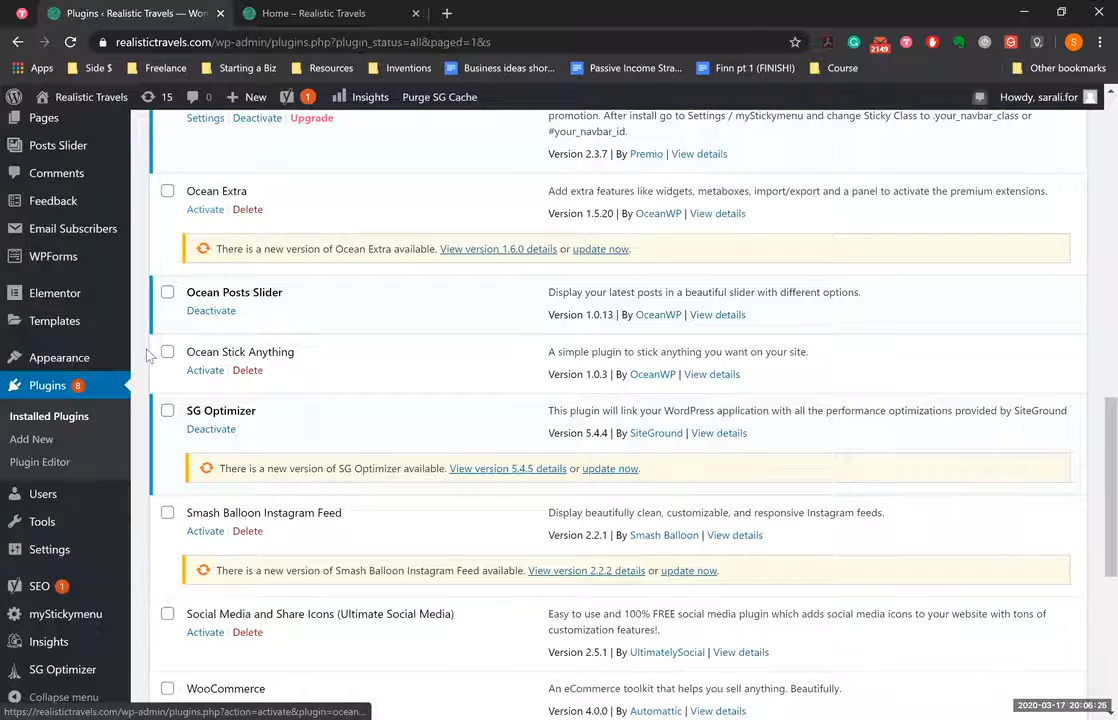 Plugins ‹ Realistic Travels — Wor
Home – Realistic Travels
realistictravels.com/wp-admin/plugins.php?plugin_status=all&paged=1&s
2149
S
Apps
Side $
Freelance
Starting a Biz
Resources
Inventions
Business ideas shor...
Passive Income Stra...
Finn pt 1 (FINISH!)
Course
Other bookmarks
Realistic Travels
15
0
New
1
Insights
Purge SG Cache
Howdy, sarali.for
Pages
Posts Slider
Comments
Feedback
Email Subscribers
WPForms
Elementor
Templates
Appearance
Plugins 8
Installed Plugins
Add New
Plugin Editor
Users
Tools
Settings
SEO 1
myStickymenu
Insights
SG Optimizer
Collapse menu
Settings | Deactivate | Upgrade
promotion. After install go to Settings / myStickymenu and change Sticky Class to .your_navbar_class or
#your_navbar_id.
Version 2.3.7 | By Premio | View details
Ocean Extra
Activate | Delete
Add extra features like widgets, metaboxes, import/export and a panel to activate the premium extensions.
Version 1.5.20 | By OceanWP | View details
There is a new version of Ocean Extra available. View version 1.6.0 details or update now.
Ocean Posts Slider
Deactivate
Display your latest posts in a beautiful slider with different options.
Version 1.0.13 | By OceanWP | View details
Ocean Stick Anything
Activate | Delete
A simple plugin to stick anything you want on your site.
Version 1.0.3 | By OceanWP | View details
SG Optimizer
Deactivate
This plugin will link your WordPress application with all the performance optimizations provided by SiteGround
Version 5.4.4 | By SiteGround | View details
There is a new version of SG Optimizer available. View version 5.4.5 details or update now.
Smash Balloon Instagram Feed
Activate | Delete
Display beautifully clean, customizable, and responsive Instagram feeds.
Version 2.2.1 | By Smash Balloon | View details
There is a new version of Smash Balloon Instagram Feed available. View version 2.2.2 details or update now.
Social Media and Share Icons (Ultimate Social Media)
Activate | Delete
Easy to use and 100% FREE social media plugin which adds social media icons to your website with tons of
customization features!.
Version 2.5.1 | By UltimatelySocial | View details
WooCommerce
An eCommerce toolkit that helps you sell anything. Beautifully.
Version 4.0.0 | By Automattic | View details
https://realistictravels.com/wp-admin/plugins.php?action=activate&plugin=ocean...
2020-03-17 20:06:25